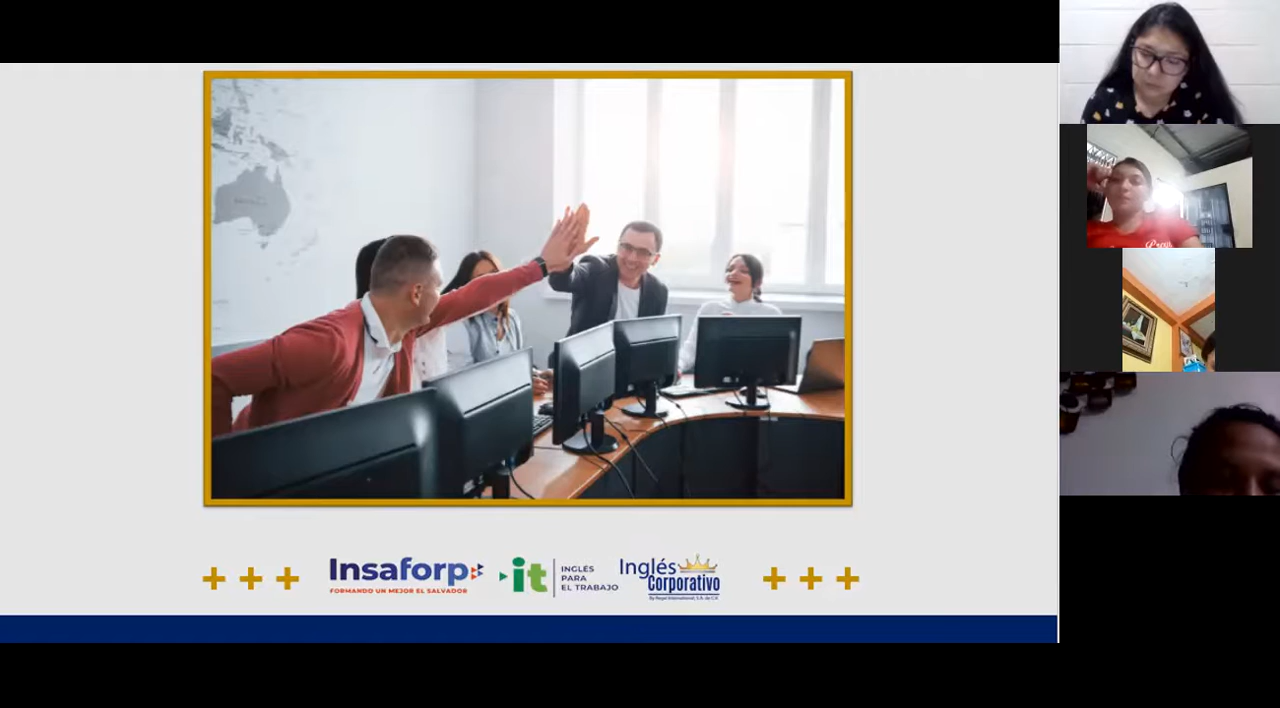 Insaforp
FORMANDO UN MEJOR EL SALVADOR
it
INGLÉS
PARA
EL TRABAJO
Inglés
Corporativo